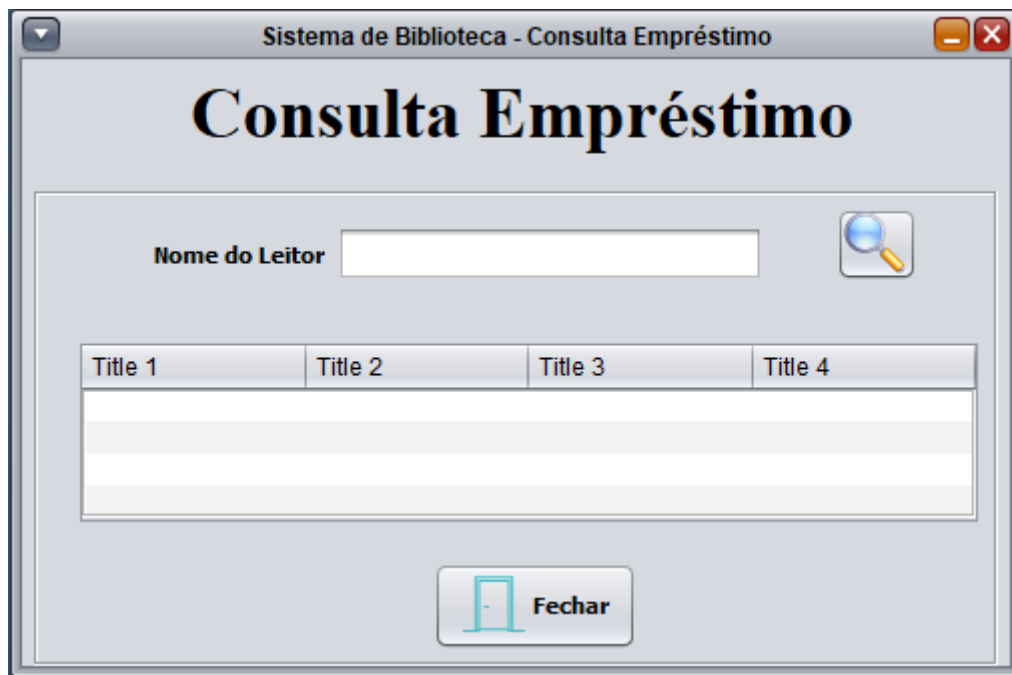 Sistema de Biblioteca - Consulta Empréstimo
Consulta Empréstimo
Nome do Leitor
Title 1 Title 2 Title 3 Title 4
Fechar